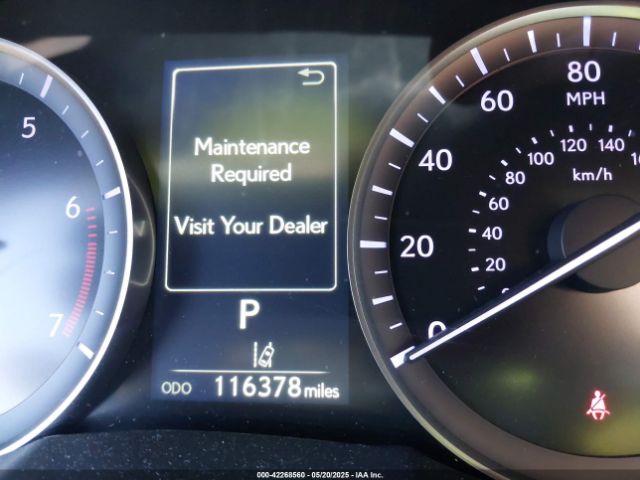 5
6
7
Maintenance
Required
Visit Your Dealer
P
ODO 116378 miles
80
MPH
60
40
20
0
120 140
100
80
km/h
60
40
20
000-42268560 - 05/20/2025 - IAA Inc.